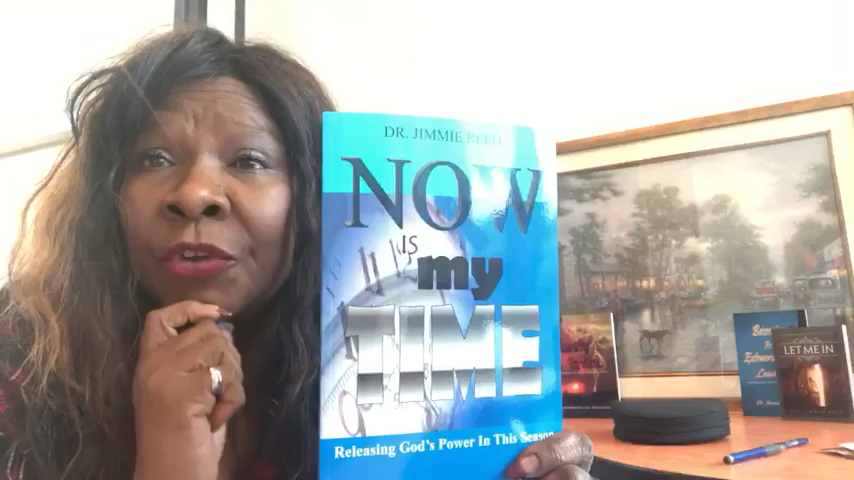 DR. JIMMIE REED
NOW
IS
my
TIME
Releasing God's Power In This Season
LET ME IN